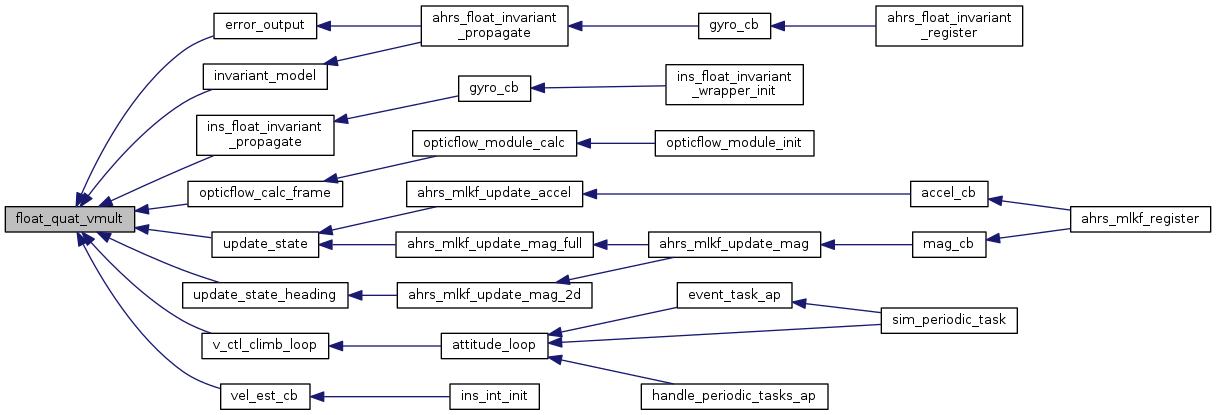 error_output
ahrs_float_invariant
_propagate
gyro_cb
ahrs_float_invariant
_register
invariant_model
gyro_cb
ins_float_invariant
_wrapper_init
ins_float_invariant
_propagate
opticflow_module_calc
opticflow_module_init
opticflow_calc_frame
ahrs_mlkf_update_accel
accel_cb
float_quat_vmult
ahrs_mlkf_register
update_state
ahrs_mlkf_update_mag_full
ahrs_mlkf_update_mag
mag_cb
update_state_heading
ahrs_mlkf_update_mag_2d
event_task_ap
sim_periodic_task
v_ctl_climb_loop
attitude_loop
vel_est_cb
ins_int_init
handle_periodic_tasks_ap